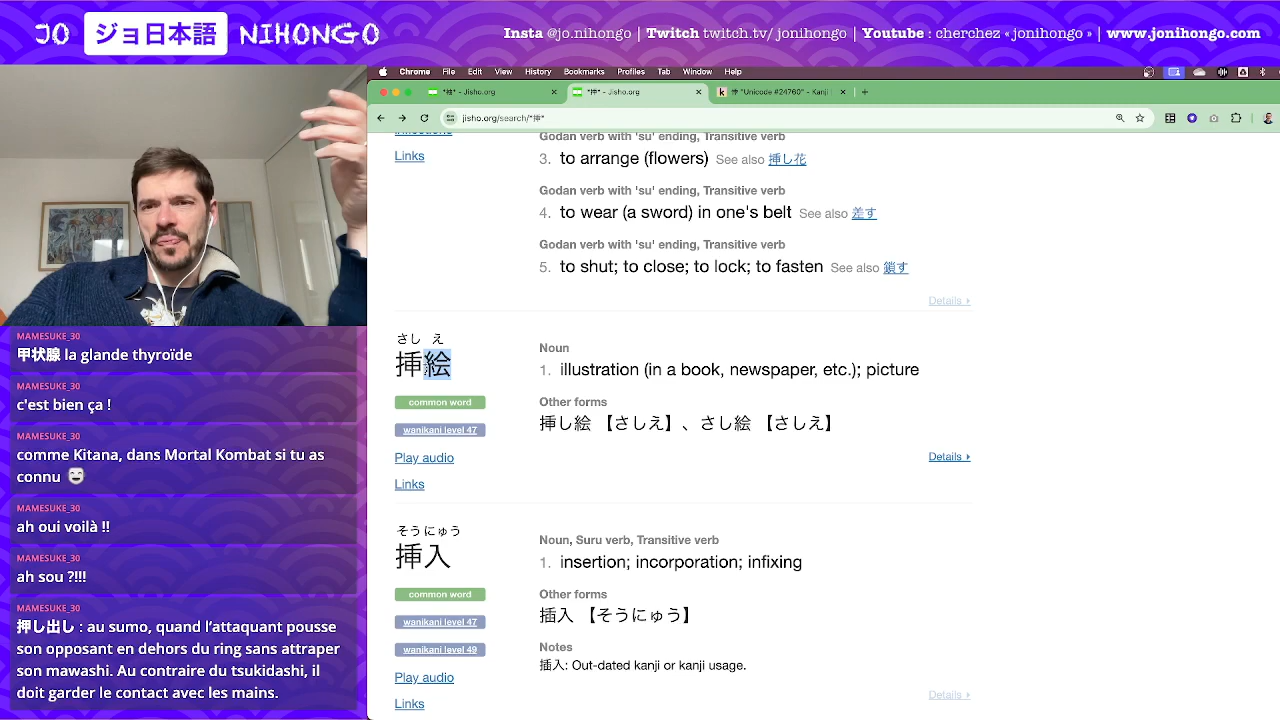 JO ジョ日本語 NIHONGO
Insta @jo.nihongo | Twitch twitch.tv/jonihongo | Youtube : cherchez « jonihongo » | www.jonihongo.com
Chrome File Edit View History Bookmarks Profiles Tab Window Help
jisho.org/search/*挿*
Links
Godan verb with 'su' ending, Transitive verb
3. to arrange (flowers) See also 挿し花
Godan verb with 'su' ending, Transitive verb
4. to wear (a sword) in one's belt See also 差す
Godan verb with 'su' ending, Transitive verb
5. to shut; to close; to lock; to fasten See also 鎖す
Details
さし え
挿絵
common word
wanikani level 47
Play audio
Links
Noun
1. illustration (in a book, newspaper, etc.); picture
Other forms
挿し絵 【さしえ】、さし絵 【さしえ】
Details
そうにゅう
挿入
common word
wanikani level 47
wanikani level 49
Play audio
Links
Noun, Suru verb, Transitive verb
1. insertion; incorporation; infixing
Other forms
插入 【そうにゅう】
Notes
插入: Out-dated kanji or kanji usage.
Details
MAMESUKE_30
甲状腺 la glande thyroïde
MAMESUKE_30
c'est bien ça !
MAMESUKE_30
comme Kitana, dans Mortal Kombat si tu as
connu
MAMESUKE_30
ah oui voilà !!
MAMESUKE_30
ah sou ?!!!
MAMESUKE_30
押し出し : au sumo, quand l'attaquant pousse
son opposant en dehors du ring sans attraper
son mawashi. Au contraire du tsukidashi, il
doit garder le contact avec les mains.